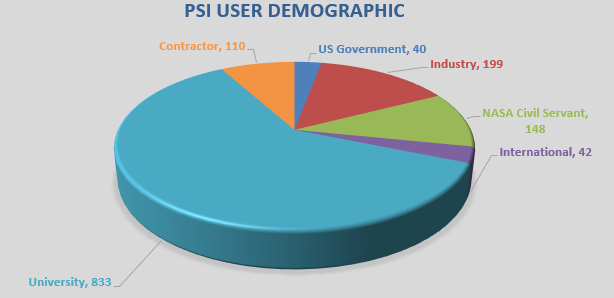 PSI USER DEMOGRAPHIC
Contractor, 110
US Government, 40
Industry, 199
NASA Civil Servant,
148
International, 42
University, 833